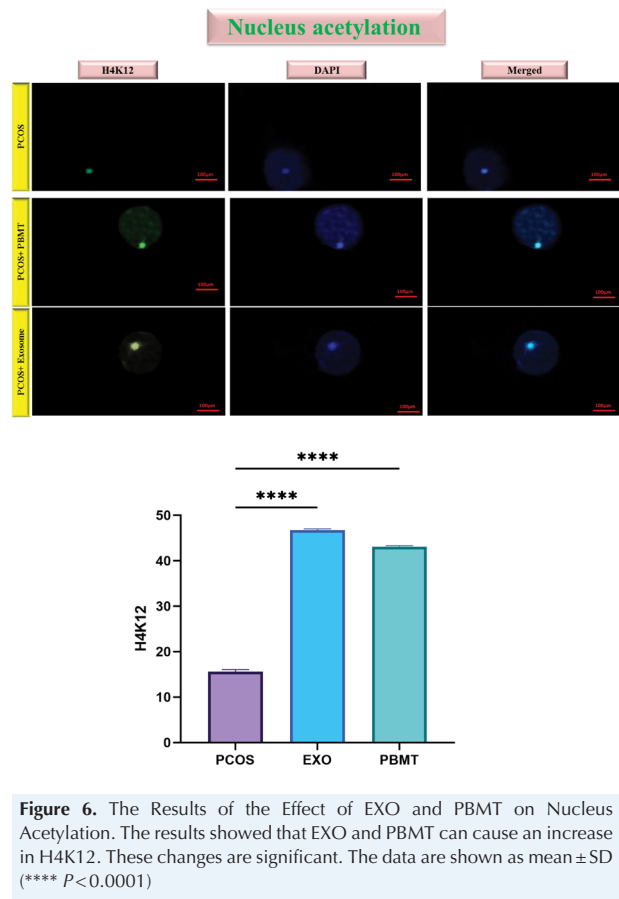 Nucleus acetylation
H4K12 DAPI Merged
PCOS
100µm 100µm 100µm
PCOS+ PBMT
100µm 100µm 100µm
PCOS+ Exosome
100µm 100µm 100µm
****
****
50
40
30
20
10
0
H4K12
PCOS EXO PBMT
Figure 6. The Results of the Effect of EXO and PBMT on Nucleus
Acetylation. The results showed that EXO and PBMT can cause an increase
in H4K12. These changes are significant. The data are shown as mean ± SD
(**** P < 0.0001)